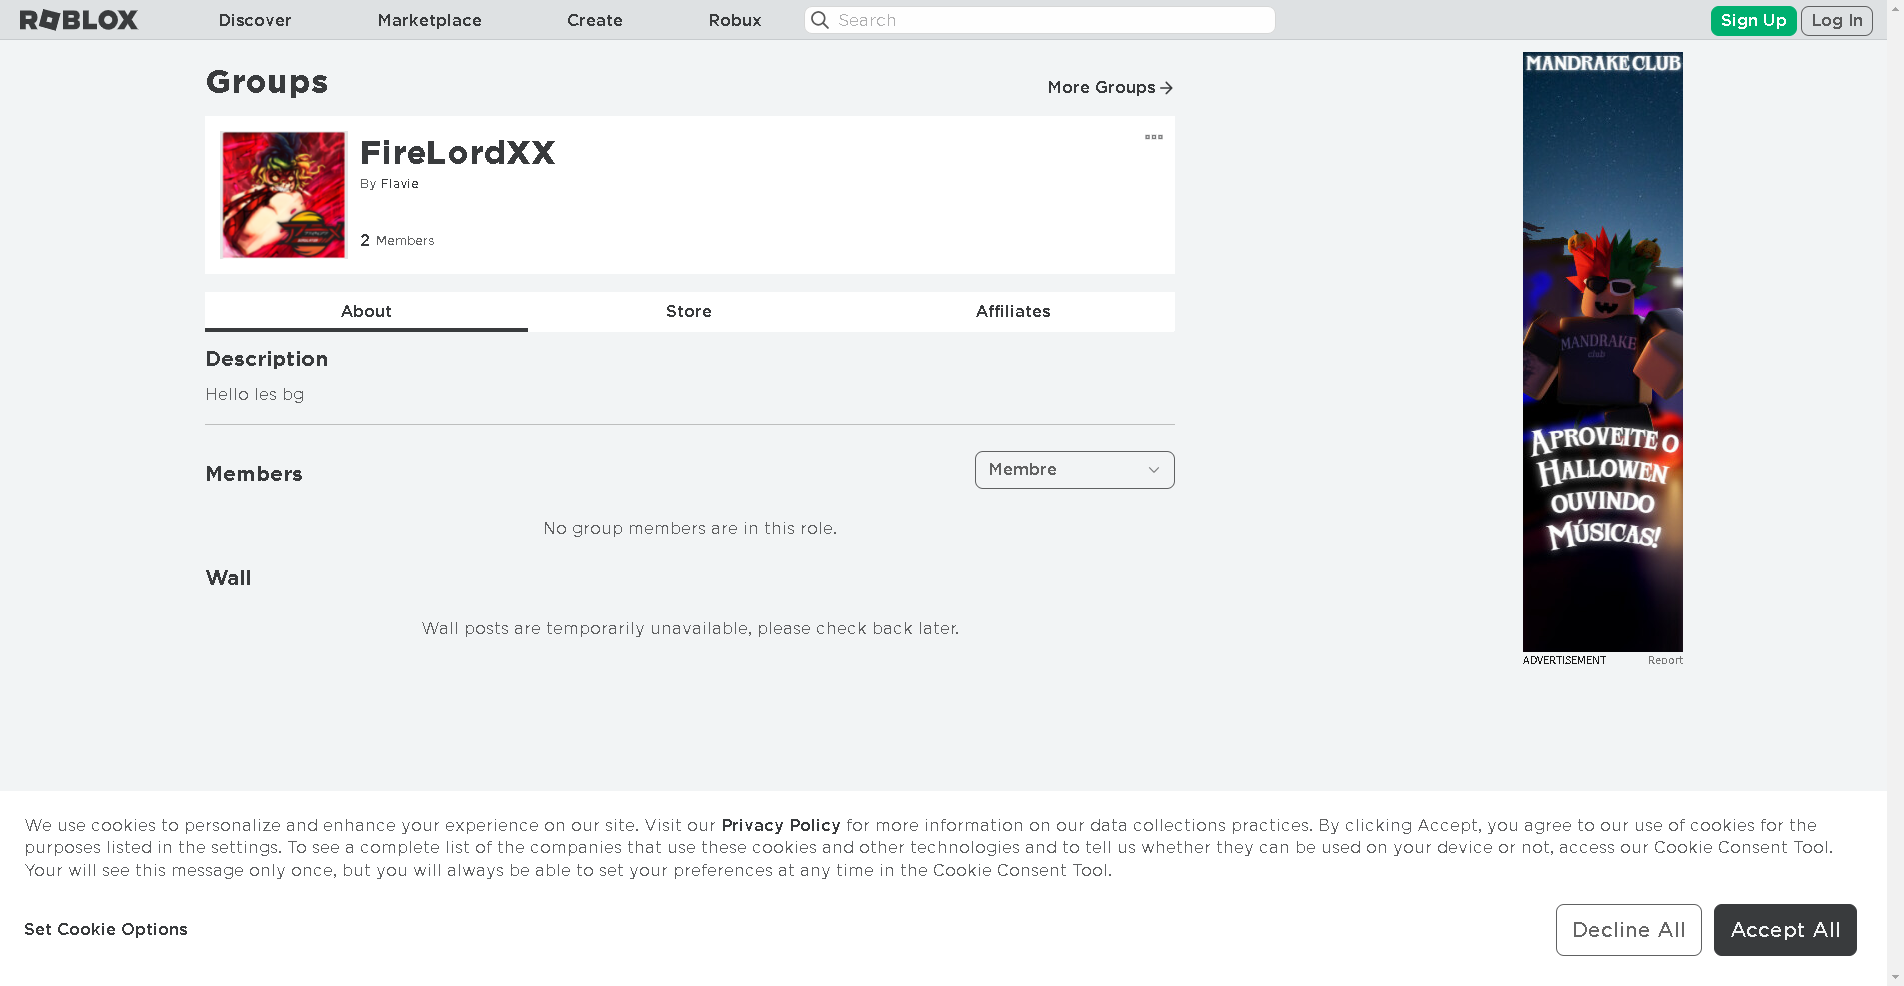 ROBLOX
Discover
Marketplace
Create
Robux
Search
Sign Up
Log In
Groups
More Groups
FireLordXX
By Flavie
2 Members
About
Store
Affiliates
Description
Hello les bg
Members
Membre
No group members are in this role.
Wall
Wall posts are temporarily unavailable, please check back later.
MANDRAKE CLUB
MANDRAKE
club
APROVEITE O
HALLOWEN
OUVINDO
MÚSICAS!
ADVERTISEMENT
Report
We use cookies to personalize and enhance your experience on our site. Visit our Privacy Policy for more information on our data collections practices. By clicking Accept, you agree to our use of cookies for the
purposes listed in the settings. To see a complete list of the companies that use these cookies and other technologies and to tell us whether they can be used on your device or not, access our Cookie Consent Tool.
Your will see this message only once, but you will always be able to set your preferences at any time in the Cookie Consent Tool.
Set Cookie Options
Decline All
Accept All